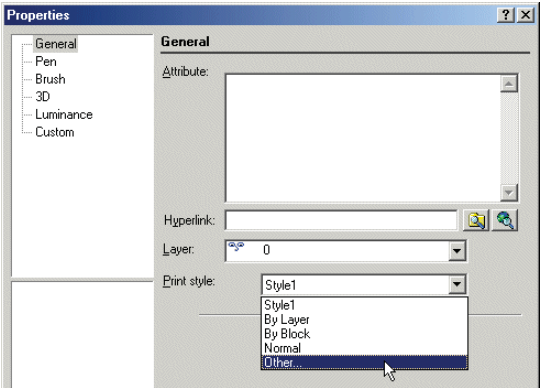 Properties
General
Pen
Brush
3D
Luminance
Custom
General
Attribute:
Hyperlink:
Layer:
0
Print style:
Style1
Style1
By Layer
By Block
Normal
Other...